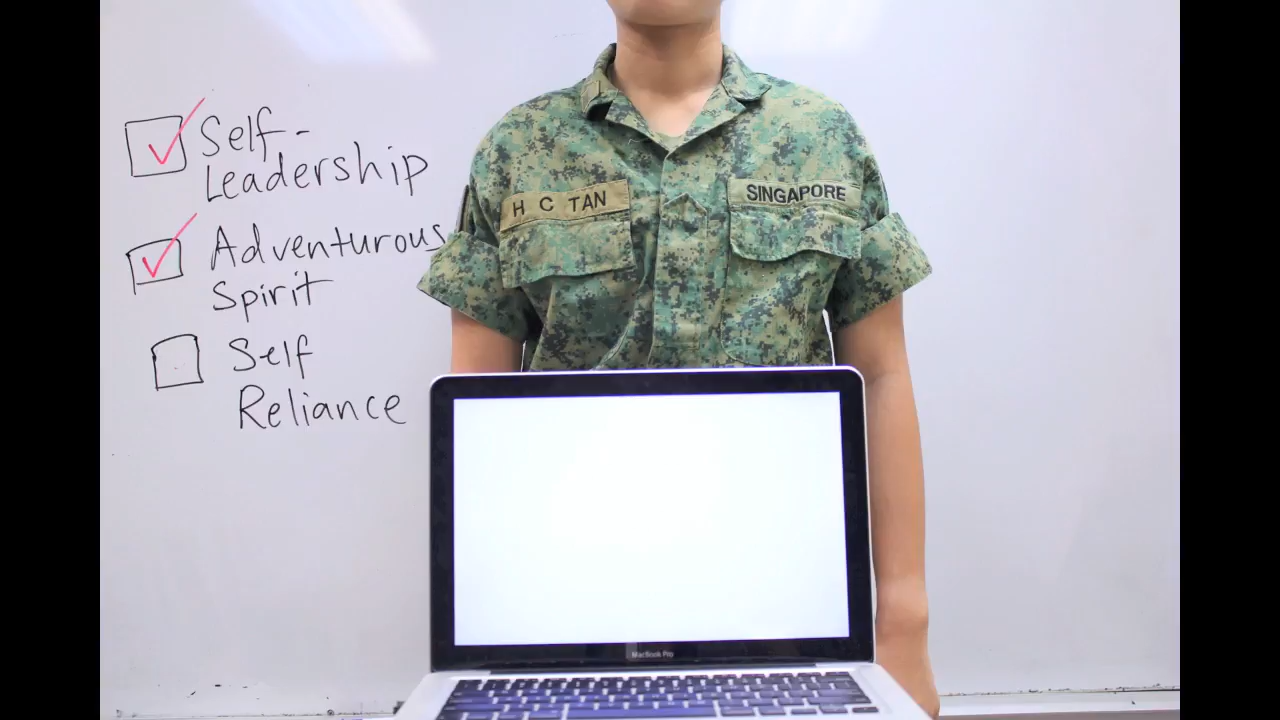 Self-
Leadership
Adventurous
Spirit
Self
Reliance
H C TAN
SINGAPORE
MacBook Pro